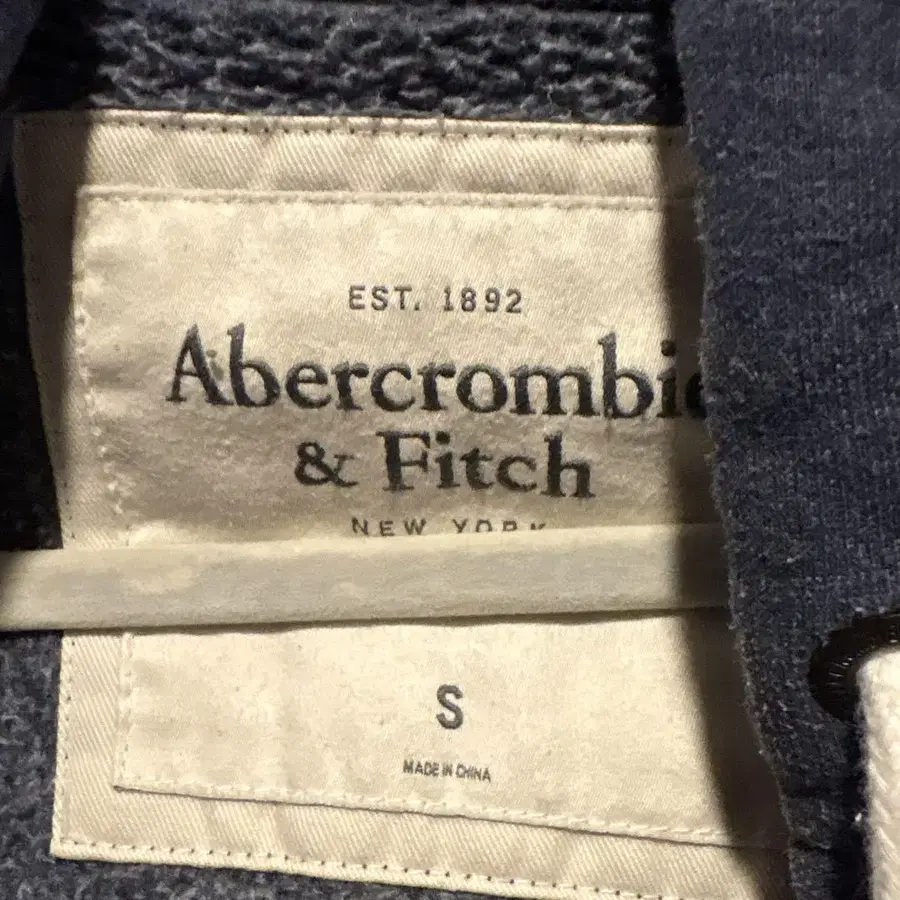 EST. 1892
Abercrombie
& Fitch
NEW YORK
S
MADE IN CHINA